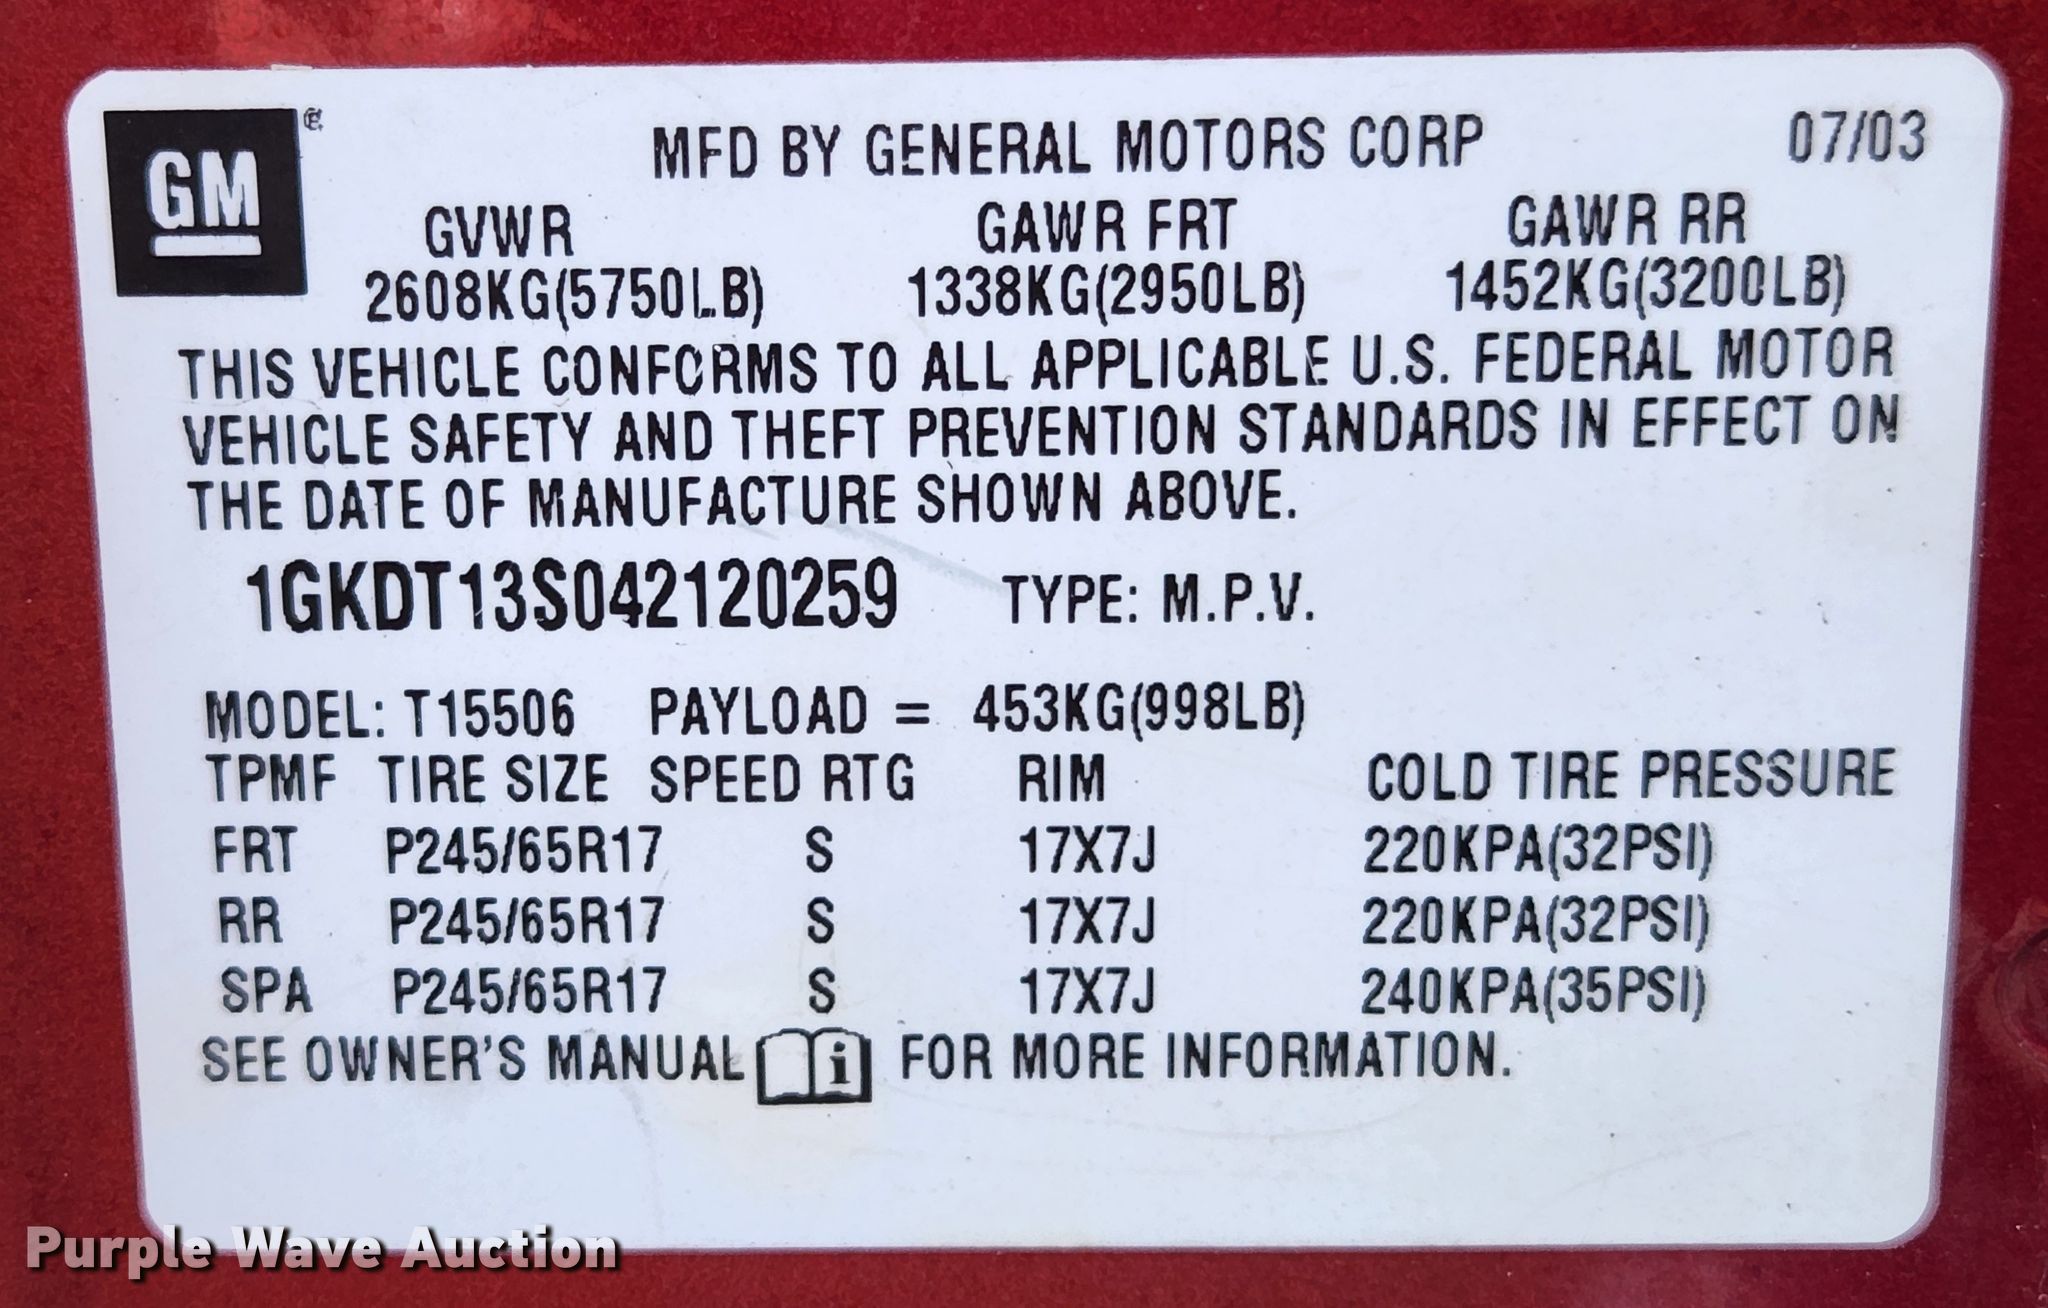 GM
MFD BY GENERAL MOTORS CORP 07/03
GVWR GAWR FRT GAWR RR
2608KG(5750LB) 1338KG(2950LB) 1452KG(3200LB)
THIS VEHICLE CONFORMS TO ALL APPLICABLE U.S. FEDERAL MOTOR
VEHICLE SAFETY AND THEFT PREVENTION STANDARDS IN EFFECT ON
THE DATE OF MANUFACTURE SHOWN ABOVE.
1GKDT13S042120259 TYPE: M.P.V.
MODEL: T15506 PAYLOAD = 453KG(998LB)
TPMF TIRE SIZE SPEED RTG RIM COLD TIRE PRESSURE
FRT P245/65R17 S 17X7J 220KPA(32PSI)
RR P245/65R17 S 17X7J 220KPA(32PSI)
SPA P245/65R17 S 17X7J 240KPA(35PSI)
SEE OWNER'S MANUAL i FOR MORE INFORMATION.
Purple Wave Auction